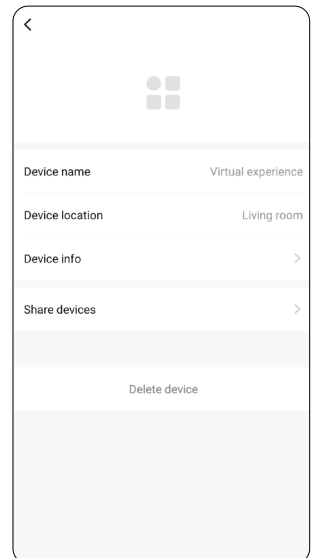 Device name Virtual experience
Device location Living room
Device info
Share devices
Delete device